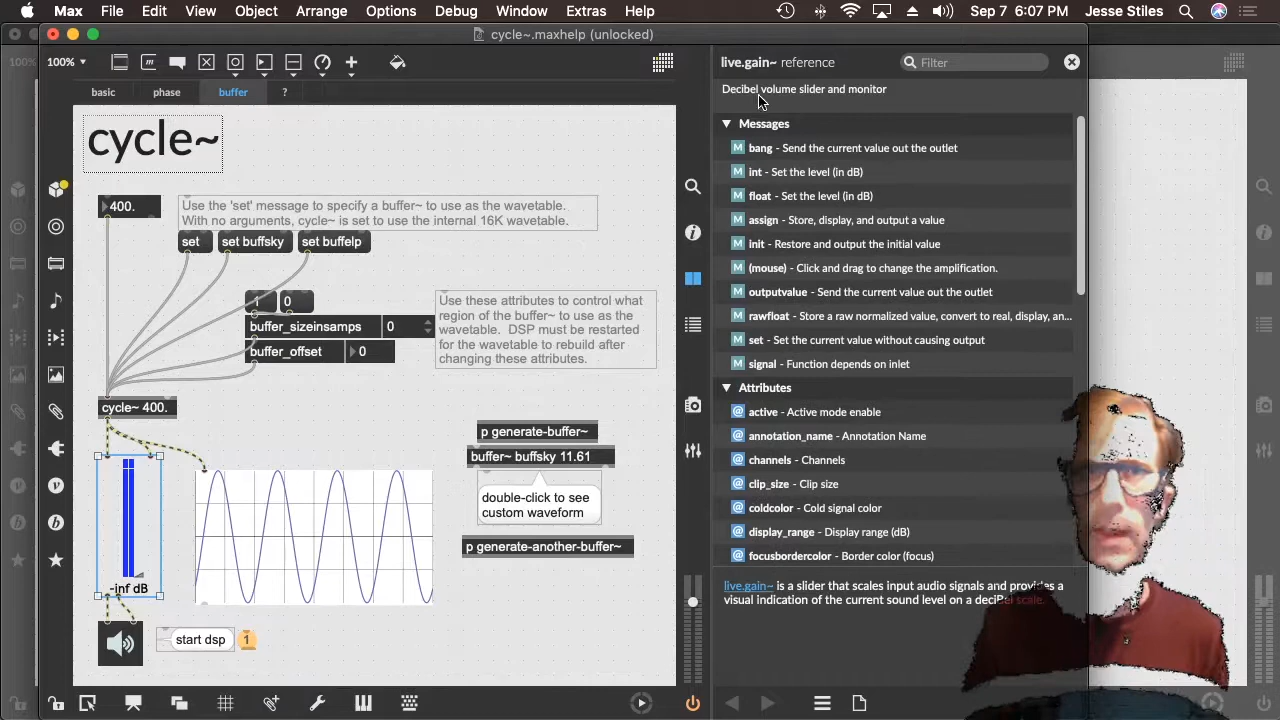 Max File Edit View Object Arrange Options Debug Window Extras Help Sep 7 6:07 PM Jesse Stiles
cycle~.maxhelp (unlocked)
100%
basic phase buffer ?
cycle~
400.
Use the 'set' message to specify a buffer~ to use as the wavetable.
With no arguments, cycle~ is set to use the internal 16K wavetable.
set set buffsky set buffelp
1 0
buffer_sizeinsamps 0
buffer_offset 0
Use these attributes to control what
region of the buffer~ to use as the
wavetable. DSP must be restarted
for the wavetable to rebuild after
changing these attributes.
cycle~ 400.
p generate-buffer~
buffer~ buffsky 11.61
double-click to see
custom waveform
p generate-another-buffer~
-inf dB
start dsp 1
live.gain~ reference
Filter
Decibel volume slider and monitor
Messages
M bang - Send the current value out the outlet
M int - Set the level (in dB)
M float - Set the level (in dB)
M assign - Store, display, and output a value
M init - Restore and output the initial value
M (mouse) - Click and drag to change the amplification.
M outputvalue - Send the current value out the outlet
M rawfloat - Store a raw normalized value, convert to real, display, an...
M set - Set the current value without causing output
M signal - Function depends on inlet
Attributes
@ active - Active mode enable
@ annotation_name - Annotation Name
@ channels - Channels
@ clip_size - Clip size
@ coldcolor - Cold signal color
@ display_range - Display range (dB)
@ focusbordercolor - Border color (focus)
live.gain~ is a slider that scales input audio signals and provides a
visual indication of the current sound level on a decibel scale.